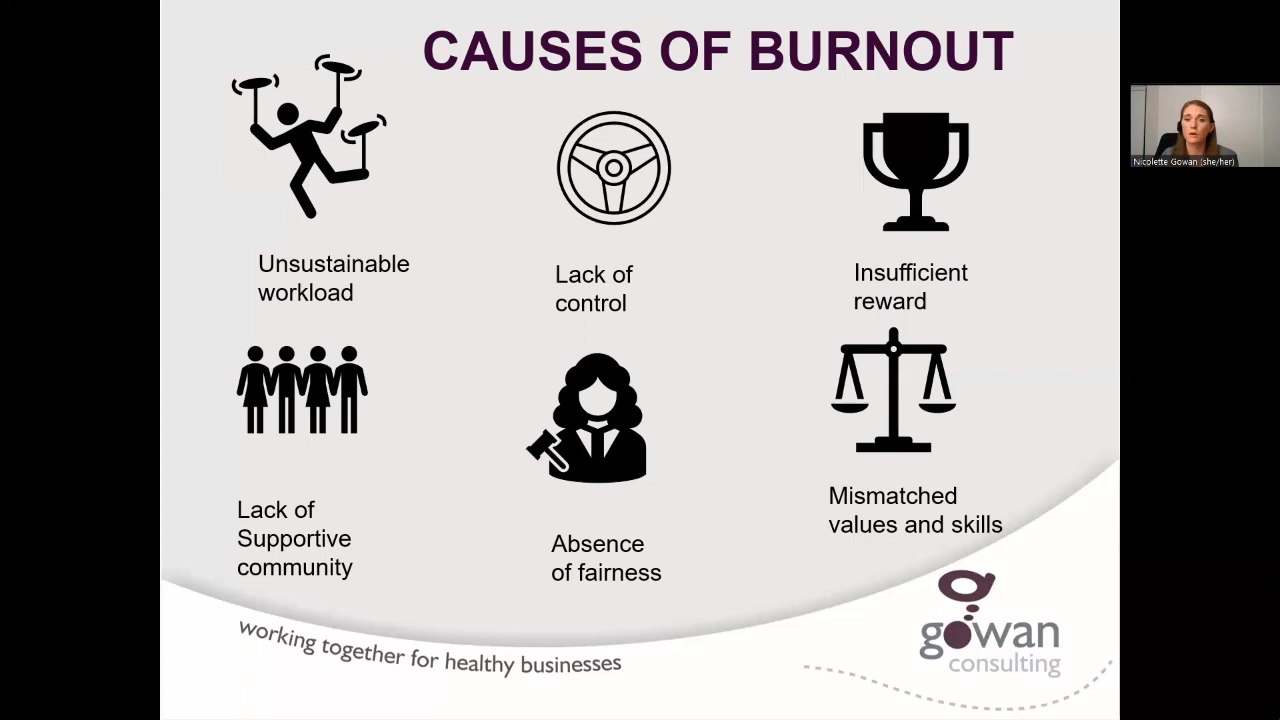 CAUSES OF BURNOUT
Unsustainable
workload
Lack of
control
Insufficient
reward
Lack of
Supportive
community
Absence
of fairness
Mismatched
values and skills
working together for healthy businesses
gowan
consulting
Nicolette Gowan (she/her)